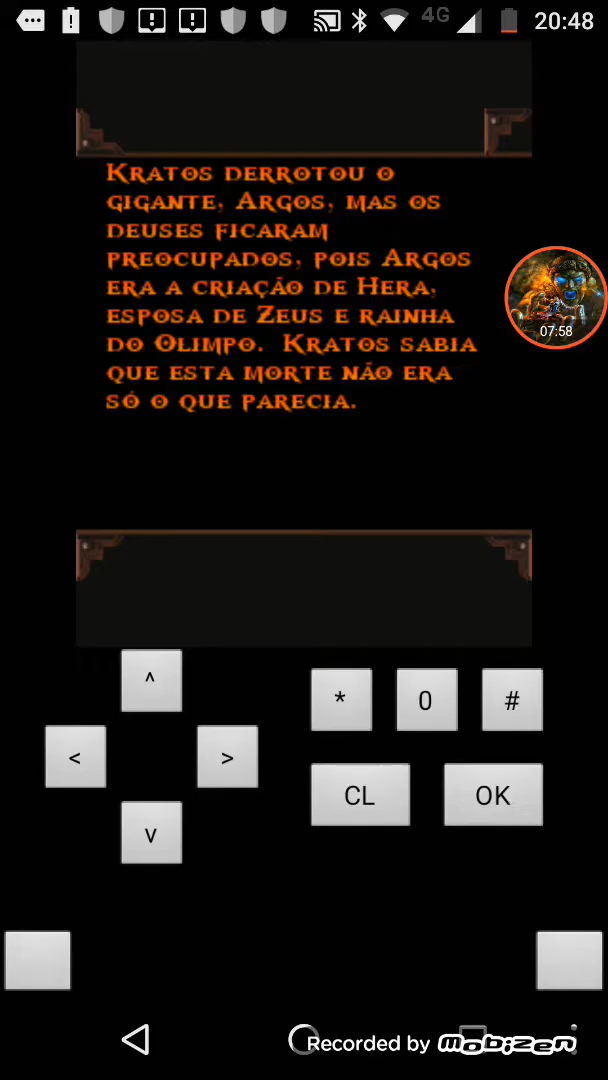 4G 20:48
Kratos derrotou o
gigante, Argos, mas os
deuses ficaram
preocupados, pois Argos
era a criação de Hera,
esposa de Zeus e rainha
do Olimpo. Kratos sabia
que esta morte não era
só o que parecia.
07:58
^
* 0 #
< >
CL OK
v
Recorded by mobizen